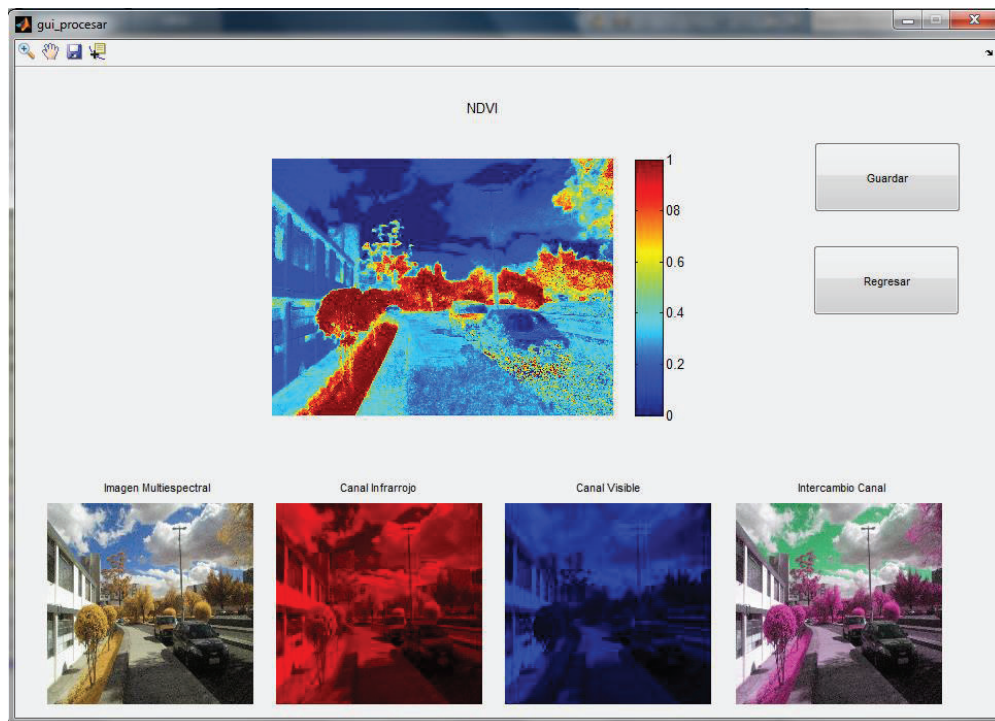 gui_procesar
NDVI
1
08
0.6
0.4
0.2
0
Guardar
Regresar
Imagen Multiespectral
Canal Infrarrojo
Canal Visible
Intercambio Canal